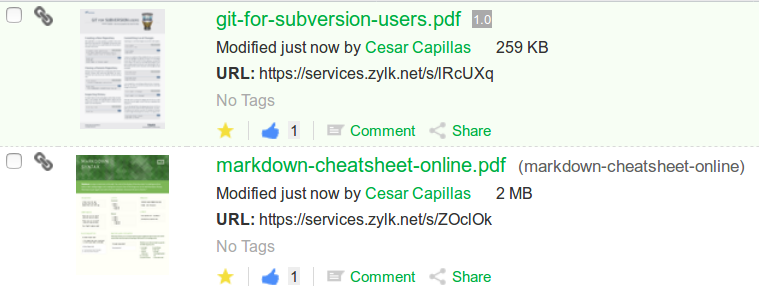 git-for-subversion-users.pdf 1.0
Modified just now by Cesar Capillas 259 KB
URL: https://services.zylk.net/s/lRcUXq
No Tags
1 Comment Share
markdown-cheatsheet-online.pdf (markdown-cheatsheet-online)
Modified just now by Cesar Capillas 2 MB
URL: https://services.zylk.net/s/ZOclOk
No Tags
1 Comment Share